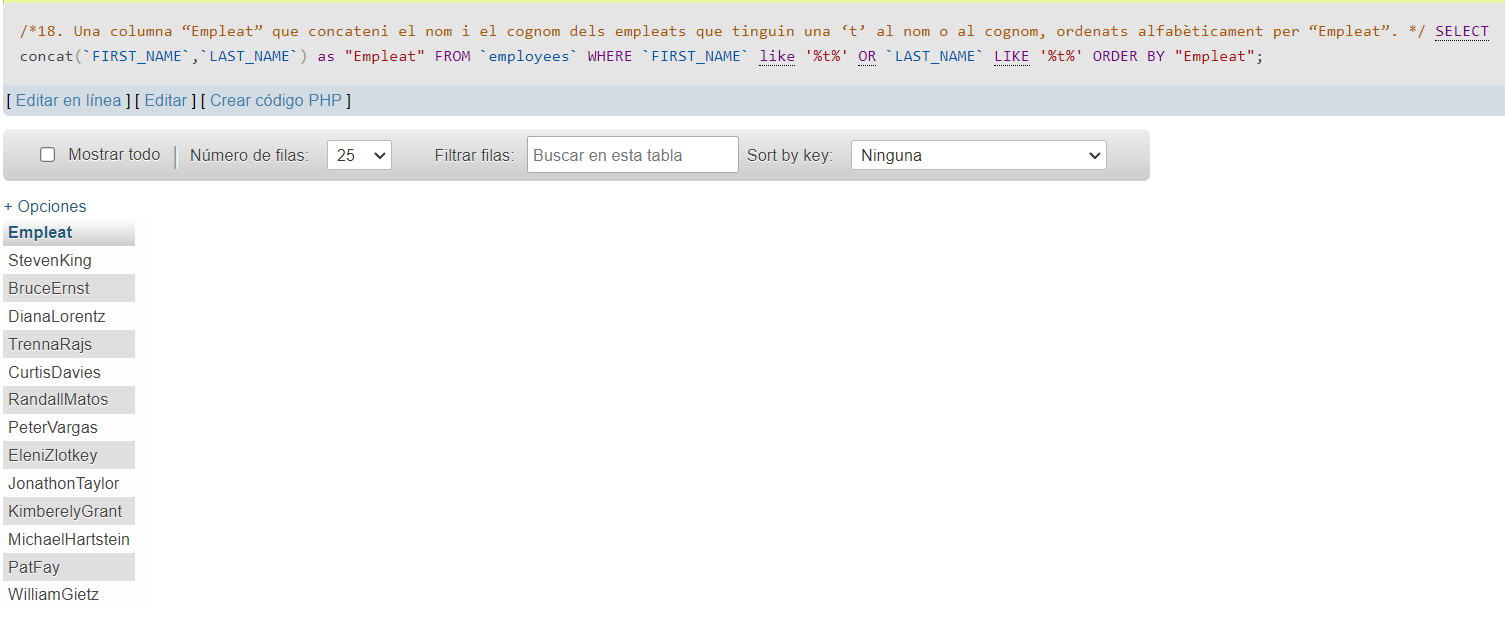 /*18. Una columna “Empleat” que concateni el nom i el cognom dels empleats que tinguin una ‘t’ al nom o al cognom, ordenats alfabèticament per “Empleat”. */ SELECT
concat(`FIRST_NAME`,`LAST_NAME`) as "Empleat" FROM `employees` WHERE `FIRST_NAME` like '%t%' OR `LAST_NAME` LIKE '%t%' ORDER BY "Empleat";
[ Editar en línea ] [ Editar ] [ Crear código PHP ]
Mostrar todo | Número de filas: 25 Filtrar filas: Buscar en esta tabla Sort by key: Ninguna
+ Opciones
Empleat
StevenKing
BruceErnst
DianaLorentz
TrennaRajs
CurtisDavies
RandallMatos
PeterVargas
EleniZlotkey
JonathonTaylor
KimberelyGrant
MichaelHartstein
PatFay
WilliamGietz